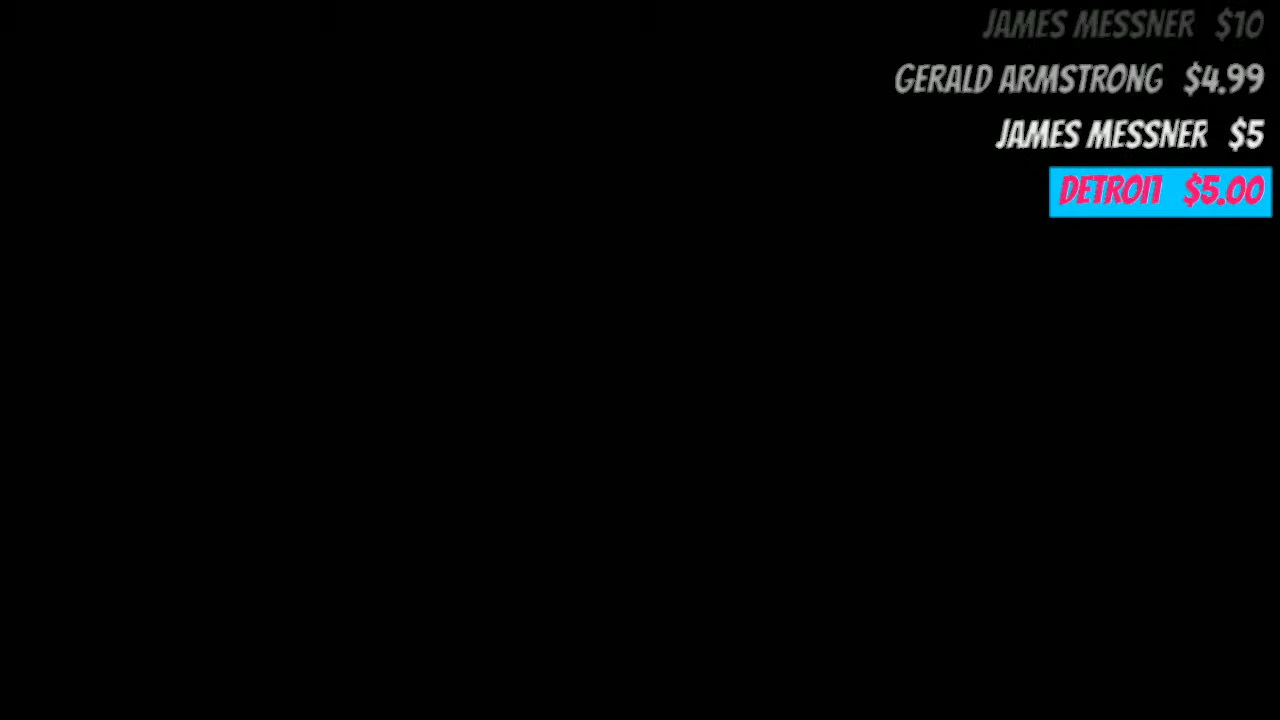 JAMES MESSNER $10
GERALD ARMSTRONG $4.99
JAMES MESSNER $5
DETROIT $5.00